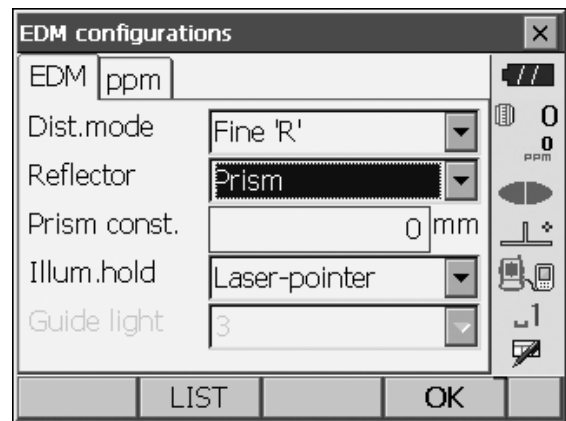 EDM configurations
EDM ppm
Dist.mode Fine 'R'
0
0
PPM
Reflector Prism
Prism const. 0 mm
Illum.hold Laser-pointer
Guide light 3
1
LIST OK